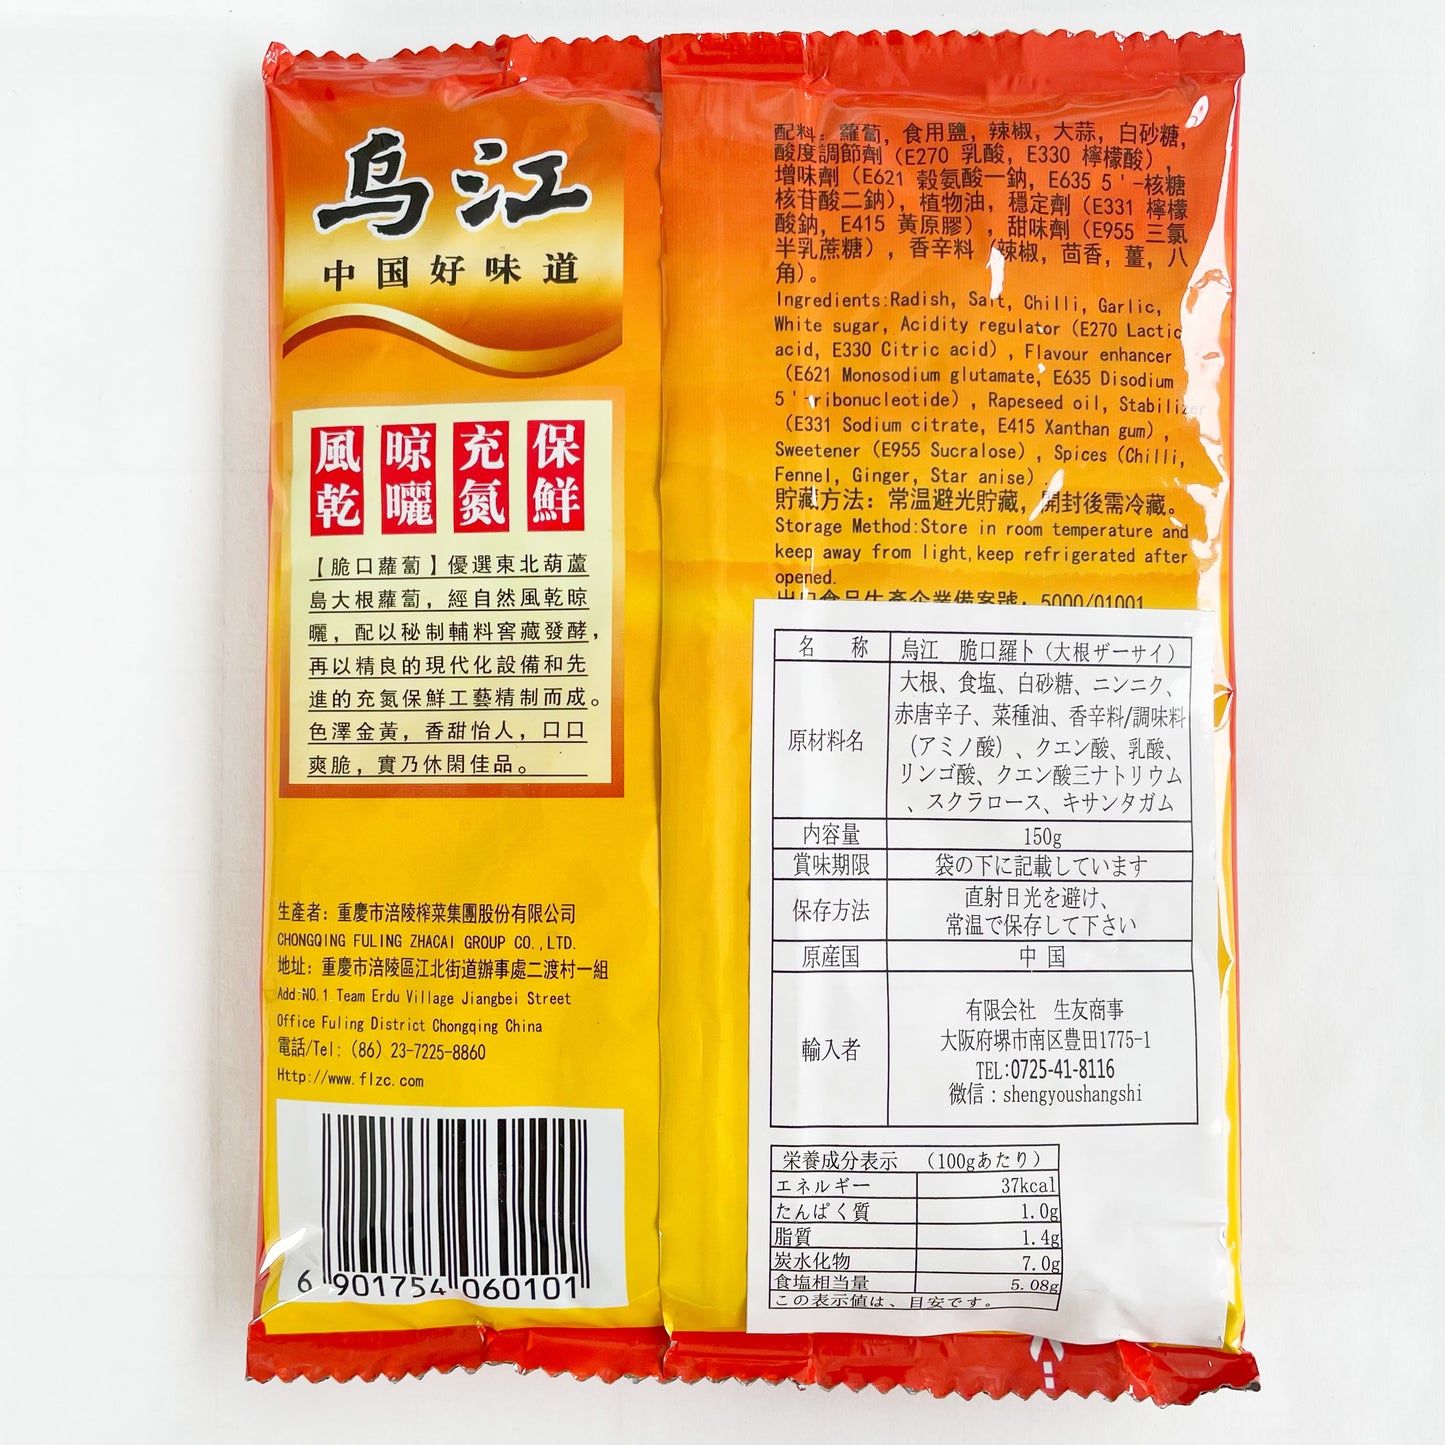 乌江
中国好味道
風乾
晾曬
充氮
保鮮
【脆口蘿蔔】優選東北葫蘆
島大根蘿蔔，經自然風乾晾
曬，配以秘制輔料窖藏發酵，
再以精良的現代化設備和先
進的充氮保鮮工藝精制而成。
色澤金黃，香甜怡人，口口
爽脆，實乃休閑佳品。
生產者：重慶市涪陵榨菜集團股份有限公司
CHONGQING FULING ZHACAI GROUP CO.,LTD.
地址：重慶市涪陵區江北街道辦事處二渡村一組
Add:NO.1 Team Erdu Village Jiangbei Street
Office Fuling District Chongqing China
電話/Tel: (86) 23-7225-8860
Http://www.flzc.com
6 901754 060101
配料：蘿蔔，食用鹽，辣椒，大蒜，白砂糖，
酸度調節劑（E270 乳酸，E330 檸檬酸），
增味劑（E621 穀氨酸一鈉，E635 5'-核糖
核苷酸二鈉），植物油，穩定劑（E331 檸檬
酸鈉，E415 黃原膠），甜味劑（E955 三氯
半乳蔗糖），香辛料（辣椒，茴香，薑，八
角）。
Ingredients:Radish, Salt, Chilli, Garlic,
White sugar, Acidity regulator（E270 Lactic
acid, E330 Citric acid）, Flavour enhancer
（E621 Monosodium glutamate, E635 Disodium
5'-ribonucleotide）, Rapeseed oil, Stabilizer
（E331 Sodium citrate, E415 Xanthan gum）,
Sweetener（E955 Sucralose）, Spices（Chilli,
Fennel, Ginger, Star anise）.
貯藏方法：常溫避光貯藏，開封後需冷藏。
Storage Method:Store in room temperature and
keep away from light,keep refrigerated after
opened.
出口食品生產企業備案號：5000/01001
名　称　烏江　脆口羅卜（大根ザーサイ）
原材料名　大根、食塩、白砂糖、ニンニク、
赤唐辛子、菜種油、香辛料/調味料
（アミノ酸）、クエン酸、乳酸、
リンゴ酸、クエン酸三ナトリウム
、スクラロース、キサンタガム
内容量　150g
賞味期限　袋の下に記載しています
保存方法　直射日光を避け、
常温で保存して下さい
原産国　中 国
輸入者　有限会社　生友商事
大阪府堺市南区豊田1775-1
TEL:0725-41-8116
微信：shengyoushangshi
栄養成分表示　（100gあたり）
エネルギー　37kcal
たんぱく質　1.0g
脂質　1.4g
炭水化物　7.0g
食塩相当量　5.08g
この表示値は、目安です。